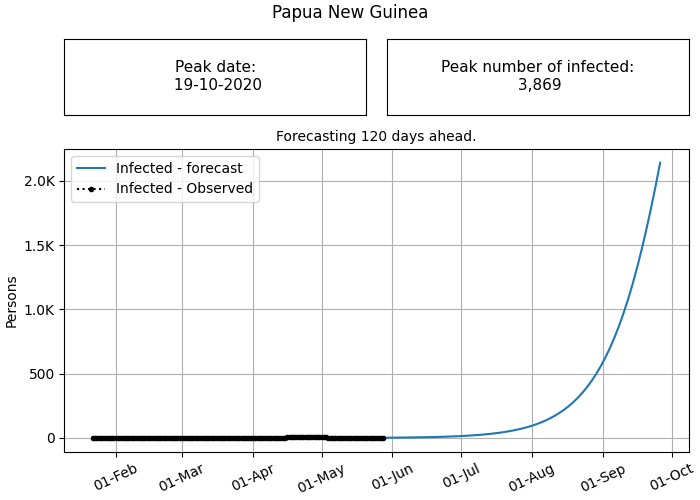 Papua New Guinea
Peak date:
19-10-2020
Peak number of infected:
3,869
Forecasting 120 days ahead.
Infected - forecast
Infected - Observed
2.0K
1.5K
1.0K
500
0
Persons
01-Feb
01-Mar
01-Apr
01-May
01-Jun
01-Jul
01-Aug
01-Sep
01-Oct